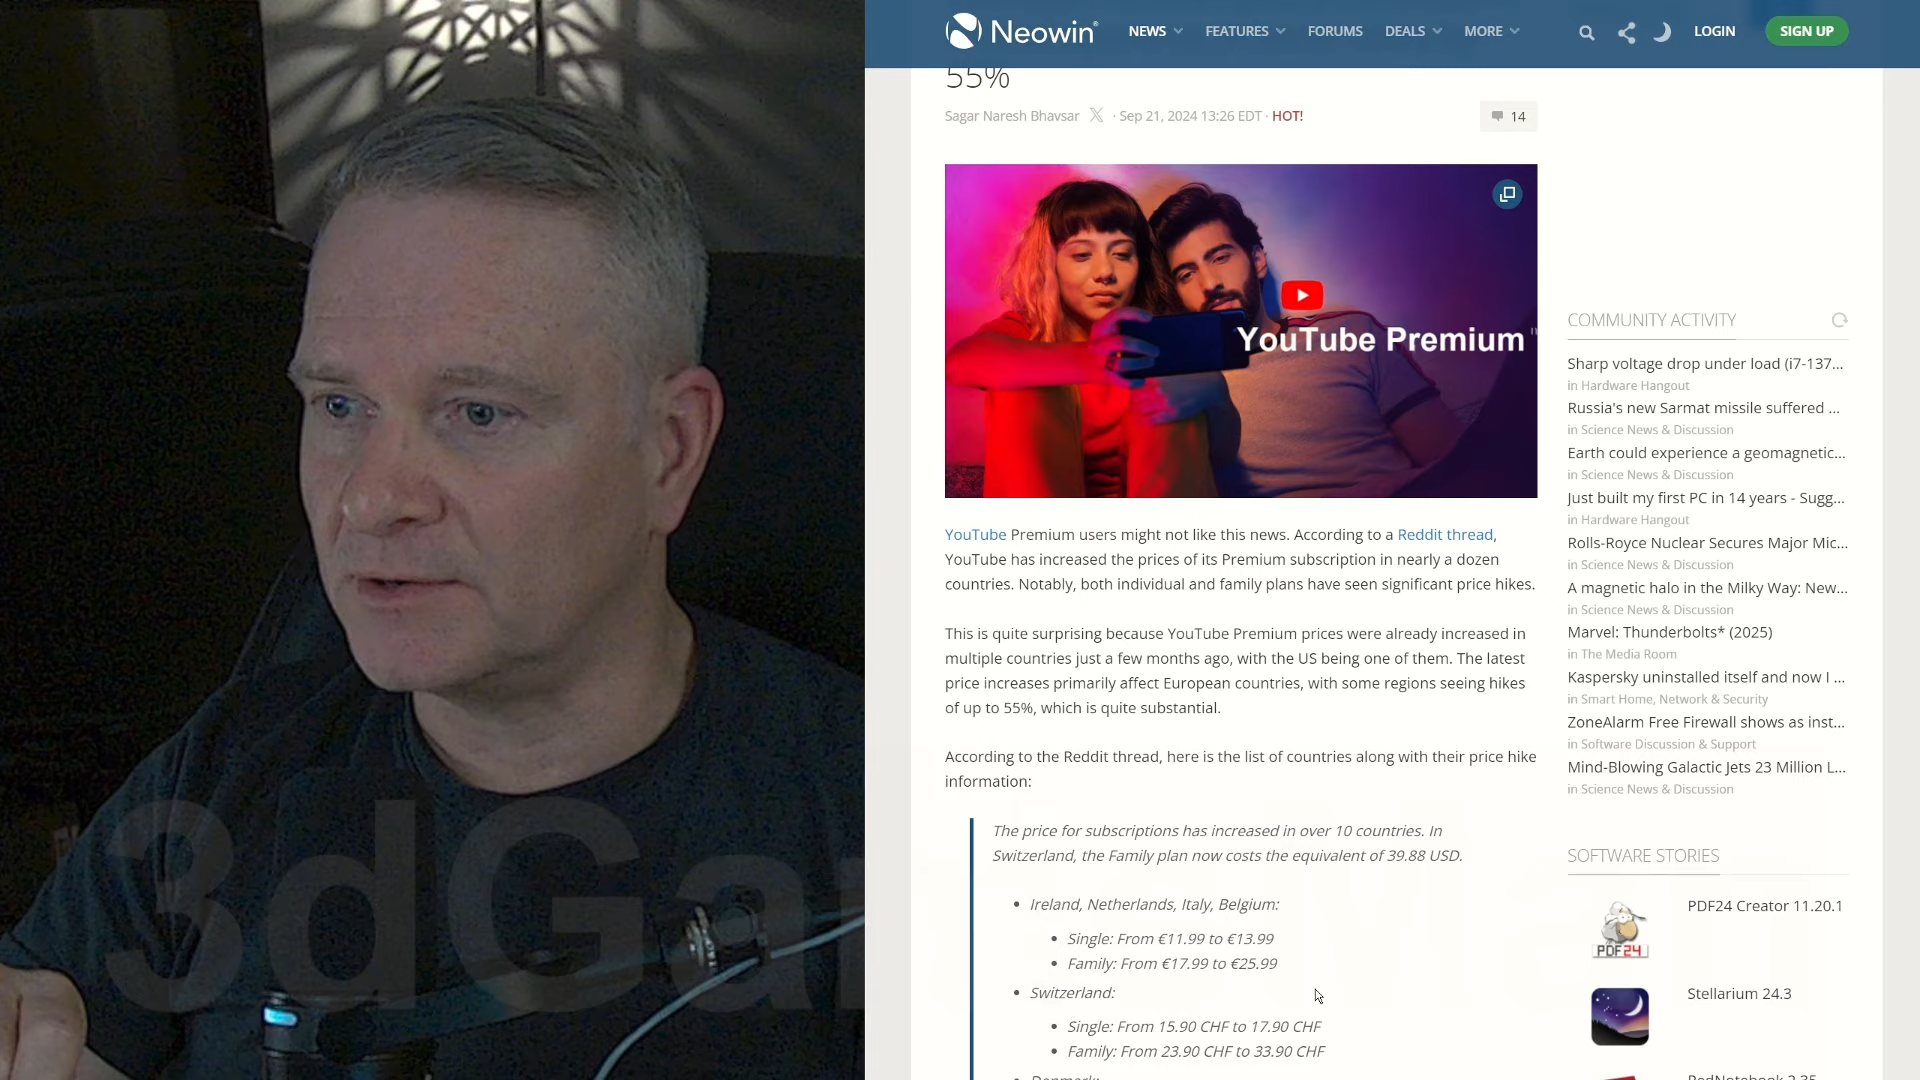 Neowin
NEWS
FEATURES
FORUMS
DEALS
MORE
LOGIN
SIGN UP
55%
Sagar Naresh Bhavsar · Sep 21, 2024 13:26 EDT · HOT!
14
YouTube Premium
YouTube Premium users might not like this news. According to a Reddit thread,
YouTube has increased the prices of its Premium subscription in nearly a dozen
countries. Notably, both individual and family plans have seen significant price hikes.
This is quite surprising because YouTube Premium prices were already increased in
multiple countries just a few months ago, with the US being one of them. The latest
price increases primarily affect European countries, with some regions seeing hikes
of up to 55%, which is quite substantial.
According to the Reddit thread, here is the list of countries along with their price hike
information:
The price for subscriptions has increased in over 10 countries. In
Switzerland, the Family plan now costs the equivalent of 39.88 USD.
• Ireland, Netherlands, Italy, Belgium:
• Single: From €11.99 to €13.99
• Family: From €17.99 to €25.99
• Switzerland:
• Single: From 15.90 CHF to 17.90 CHF
• Family: From 23.90 CHF to 33.90 CHF
COMMUNITY ACTIVITY
Sharp voltage drop under load (i7-137...
in Hardware Hangout
Russia's new Sarmat missile suffered ...
in Science News & Discussion
Earth could experience a geomagnetic...
in Science News & Discussion
Just built my first PC in 14 years - Sugg...
in Hardware Hangout
Rolls-Royce Nuclear Secures Major Mic...
in Science News & Discussion
A magnetic halo in the Milky Way: New...
in Science News & Discussion
Marvel: Thunderbolts* (2025)
in The Media Room
Kaspersky uninstalled itself and now I ...
in Smart Home, Network & Security
ZoneAlarm Free Firewall shows as inst...
in Software Discussion & Support
Mind-Blowing Galactic Jets 23 Million L...
in Science News & Discussion
SOFTWARE STORIES
PDF24
PDF24 Creator 11.20.1
Stellarium 24.3
RedNotebook 2.35
3dGa